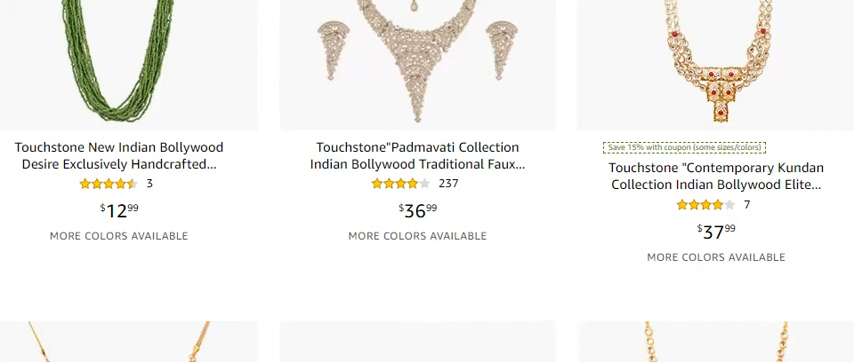 Touchstone New Indian Bollywood
Desire Exclusively Handcrafted...
3
$12 99
MORE COLORS AVAILABLE
Touchstone"Padmavati Collection
Indian Bollywood Traditional Faux...
237
$36 99
MORE COLORS AVAILABLE
Save 15% with coupon (some sizes/colors)
Touchstone "Contemporary Kundan
Collection Indian Bollywood Elite...
7
$37 99
MORE COLORS AVAILABLE